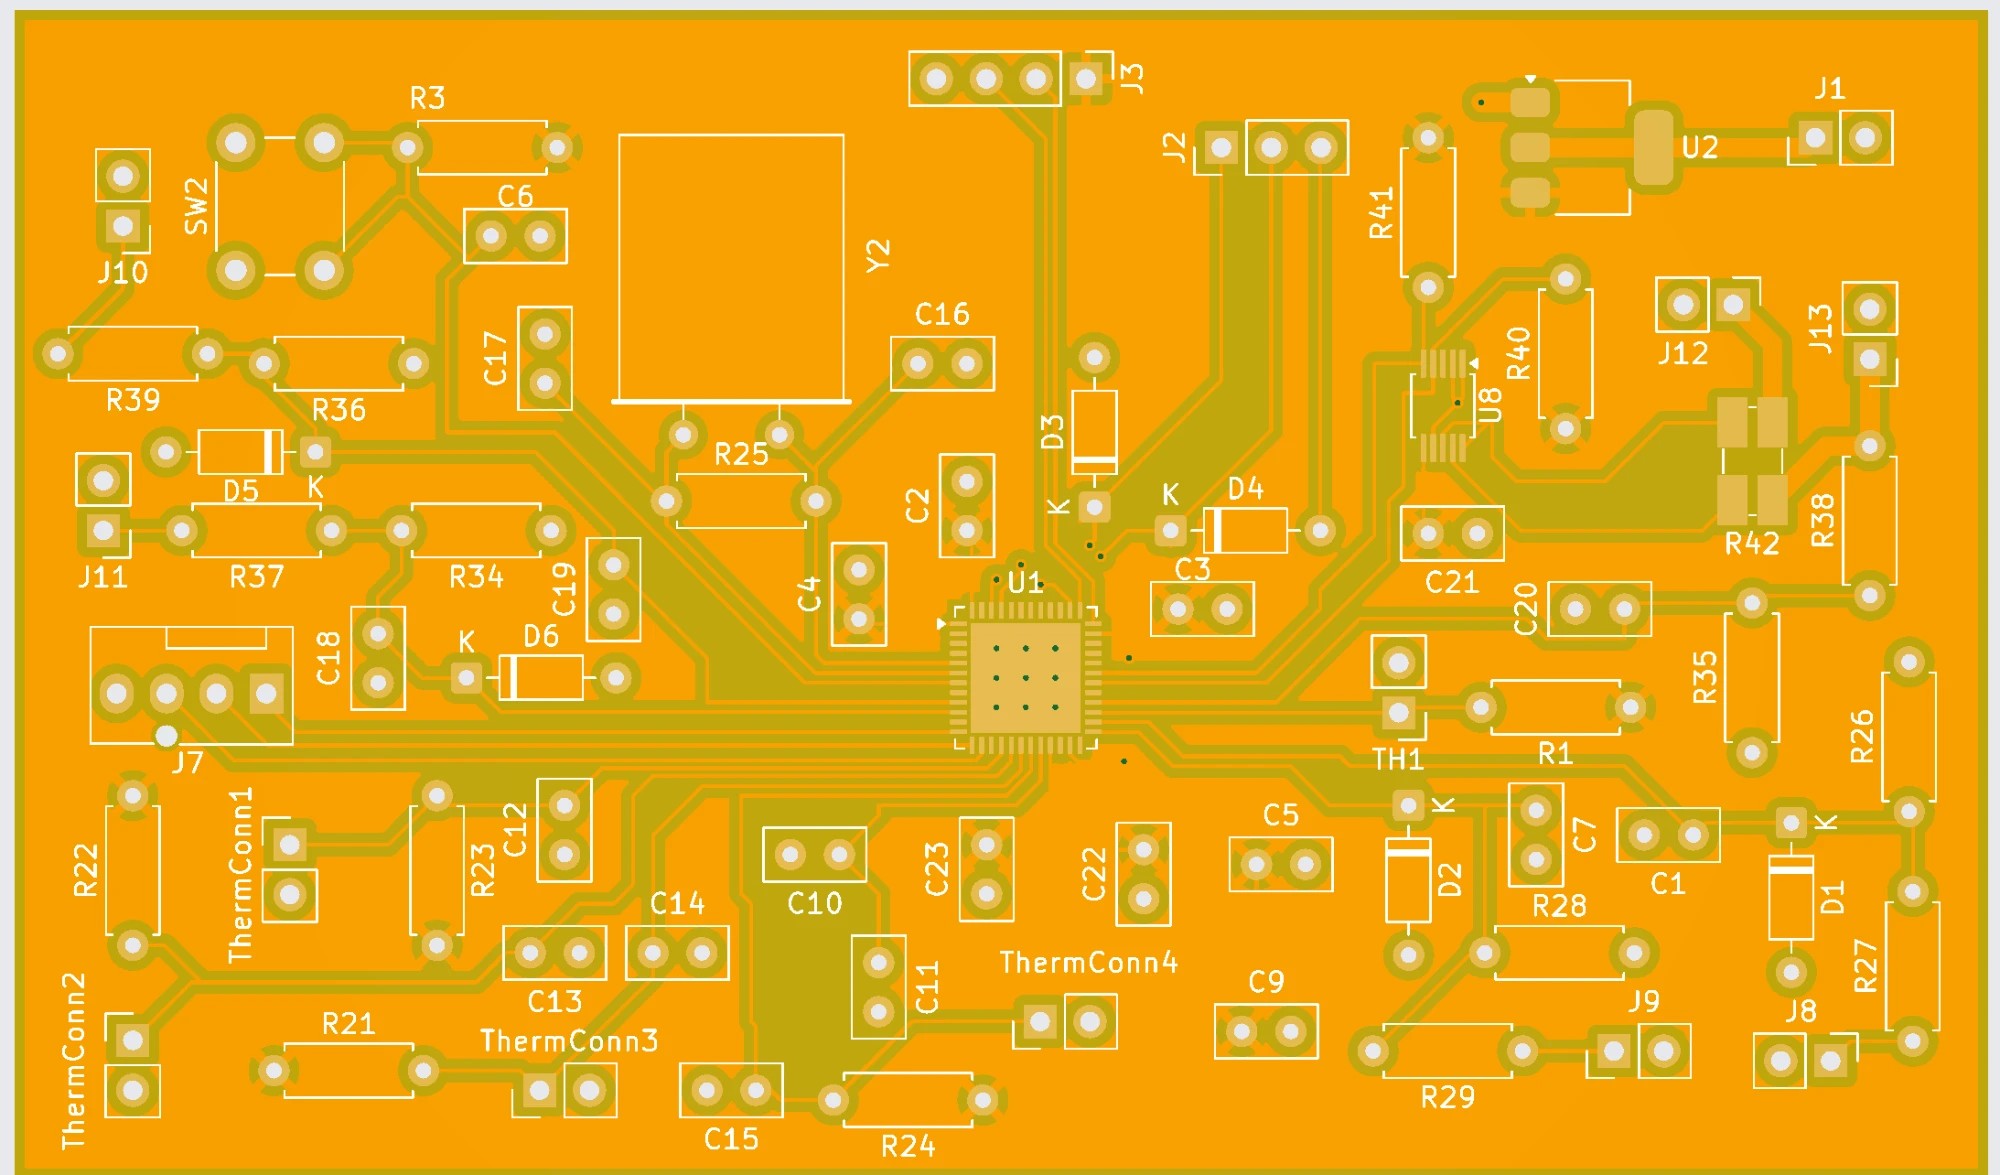 J3
R3
J1
J2
U2
SW2
C6
R41
Y2
J10
C16
J13
C17
R40
J12
R39
R36
U8
D3
R25
D5
K
K
K
D4
C2
R38
R42
J11
R37
R34
C19
C4
U1
C3
C21
C20
K
D6
C18
R35
J7
TH1
R1
R26
ThermConn1
C12
K
C5
C7
K
R22
R23
C23
C22
D2
C1
D1
C14
C10
R28
ThermConn4
R27
C13
C11
C9
J9
J8
ThermConn2
R21
ThermConn3
R29
C15
R24